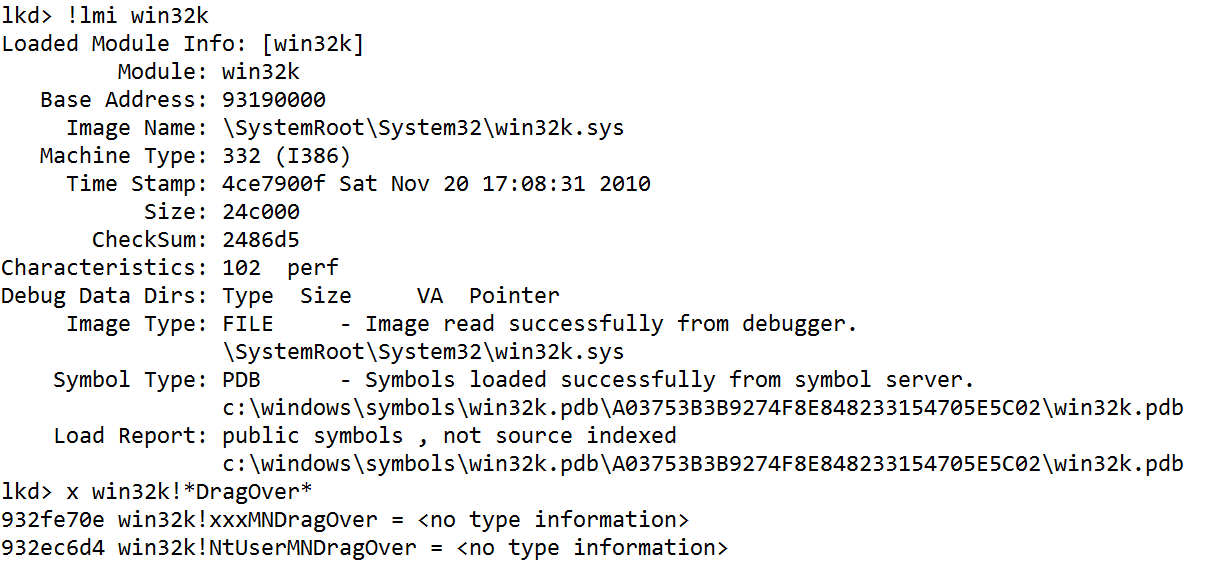 lkd> !lmi win32k
Loaded Module Info: [win32k]
Module: win32k
Base Address: 93190000
Image Name: \SystemRoot\System32\win32k.sys
Machine Type: 332 (I386)
Time Stamp: 4ce7900f Sat Nov 20 17:08:31 2010
Size: 24c000
CheckSum: 2486d5
Characteristics: 102  perf
Debug Data Dirs: Type  Size     VA  Pointer
Image Type: FILE     - Image read successfully from debugger.
\SystemRoot\System32\win32k.sys
Symbol Type: PDB      - Symbols loaded successfully from symbol server.
c:\windows\symbols\win32k.pdb\A03753B3B9274F8E848233154705E5C02\win32k.pdb
Load Report: public symbols , not source indexed
c:\windows\symbols\win32k.pdb\A03753B3B9274F8E848233154705E5C02\win32k.pdb
lkd> x win32k!*DragOver*
932fe70e win32k!xxxMNDragOver = <no type information>
932ec6d4 win32k!NtUserMNDragOver = <no type information>